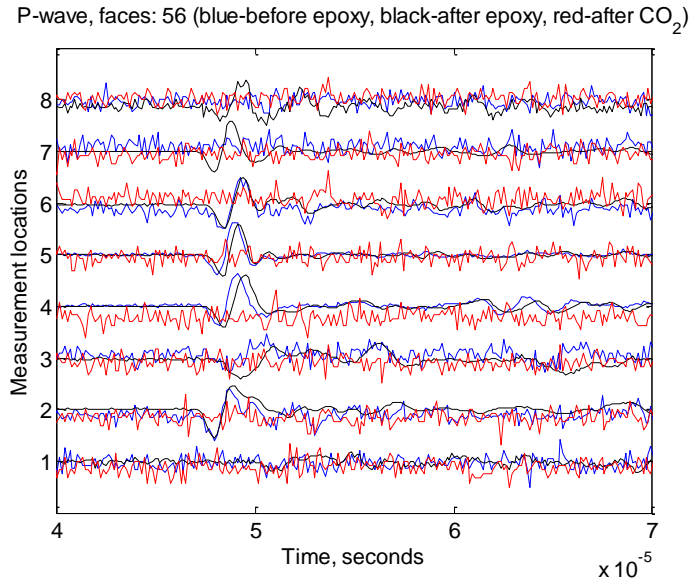 P-wave, faces: 56 (blue-before epoxy, black-after epoxy, red-after CO₂)
8
7
6
5
4
3
2
1
Measurement locations
4 5 6 7
Time, seconds
x 10⁻⁵